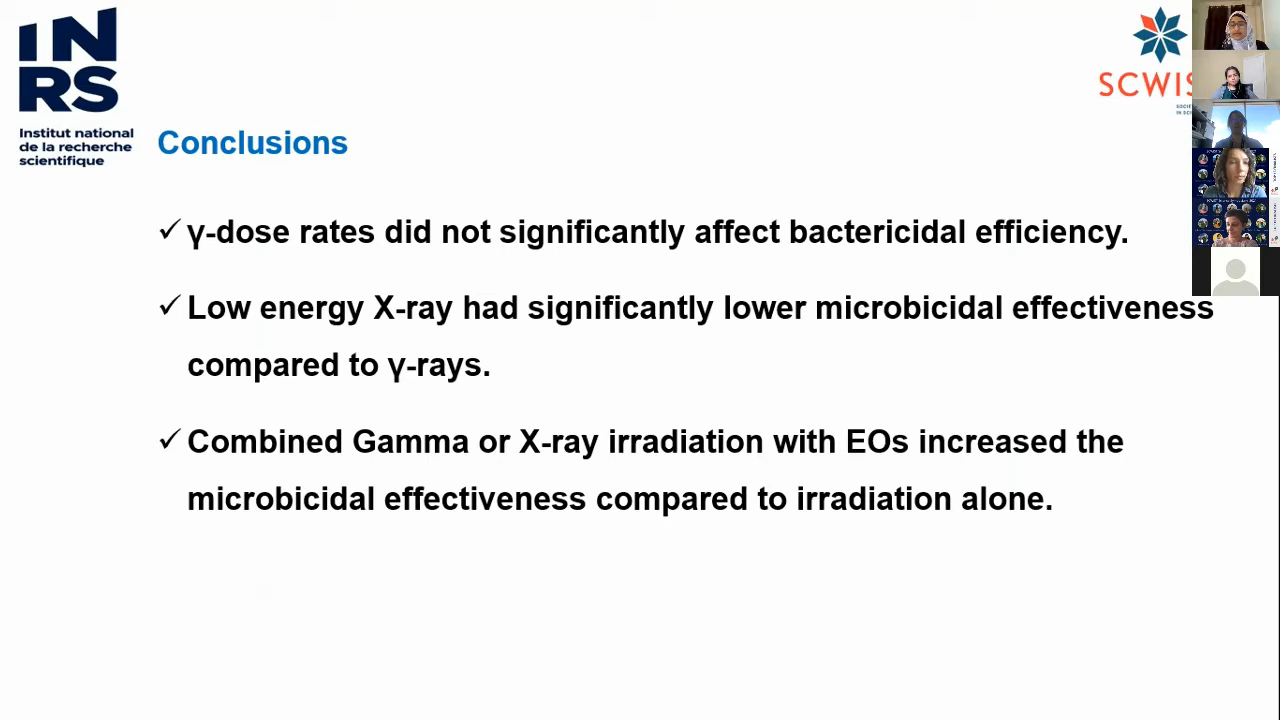 INRS
Institut national
de la recherche
scientifique
SCWIS
Conclusions
✓ γ-dose rates did not significantly affect bactericidal efficiency.
✓ Low energy X-ray had significantly lower microbicidal effectiveness
compared to γ-rays.
✓ Combined Gamma or X-ray irradiation with EOs increased the
microbicidal effectiveness compared to irradiation alone.